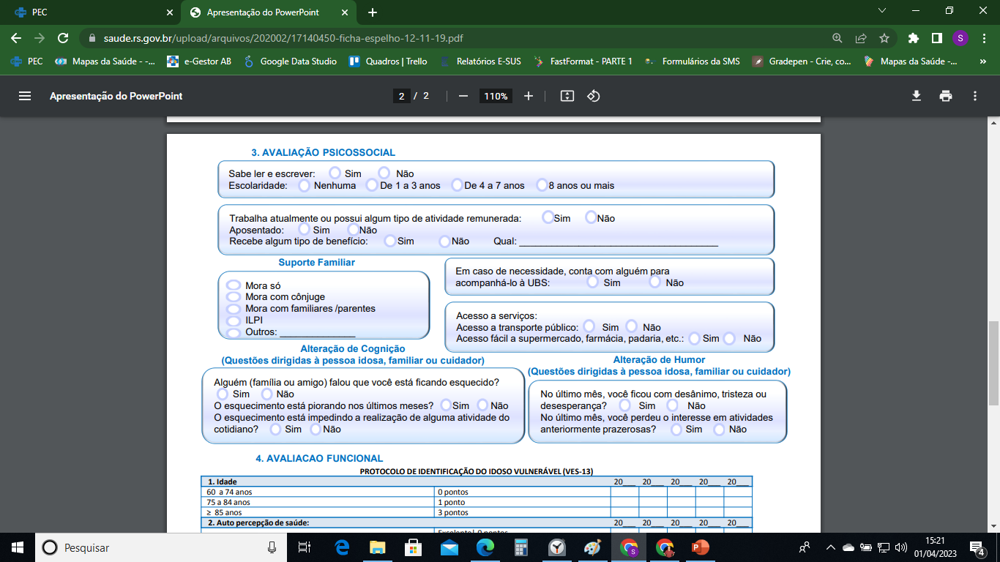 PEC
Apresentação do PowerPoint
saude.rs.gov.br/upload/arquivos/202002/17140450-ficha-espelho-12-11-19.pdf
S
PEC
Mapas da Saúde - -...
e-Gestor AB
Google Data Studio
Quadros | Trello
Relatórios E-SUS
FastFormat - PARTE 1
Formulários da SMS
Gradepen - Crie, co...
Mapas da Saúde -...
»
Apresentação do PowerPoint
2 / 2
110%
3. AVALIAÇÃO PSICOSSOCIAL
Sabe ler e escrever: Sim Não
Escolaridade: Nenhuma De 1 a 3 anos De 4 a 7 anos 8 anos ou mais
Trabalha atualmente ou possui algum tipo de atividade remunerada: Sim Não
Aposentado: Sim Não
Recebe algum tipo de benefício: Sim Não Qual: ___________________________________
Suporte Familiar
Mora só
Mora com cônjuge
Mora com familiares /parentes
ILPI
Outros: ______________
Em caso de necessidade, conta com alguém para
acompanhá-lo à UBS: Sim Não
Acesso a serviços:
Acesso a transporte público: Sim Não
Acesso fácil a supermercado, farmácia, padaria, etc.: Sim Não
Alteração de Cognição
(Questões dirigidas à pessoa idosa, familiar ou cuidador)
Alguém (família ou amigo) falou que você está ficando esquecido?
Sim Não
O esquecimento está piorando nos últimos meses? Sim Não
O esquecimento está impedindo a realização de alguma atividade do
cotidiano? Sim Não
Alteração de Humor
(Questões dirigidas à pessoa idosa, familiar ou cuidador)
No último mês, você ficou com desânimo, tristeza ou
desesperança? Sim Não
No último mês, você perdeu o interesse em atividades
anteriormente prazerosas? Sim Não
4. AVALIACAO FUNCIONAL
PROTOCOLO DE IDENTIFICAÇÃO DO IDOSO VULNERÁVEL (VES-13)
1. Idade 20___ 20___ 20___ 20___ 20___
60 a 74 anos 0 pontos
75 a 84 anos 1 ponto
≥ 85 anos 3 pontos
2. Auto percepção de saúde: 20___ 20___ 20___ 20___ 20___
Excelente| 0 pontos
Pesquisar
S
P
15:21
01/04/2023
4